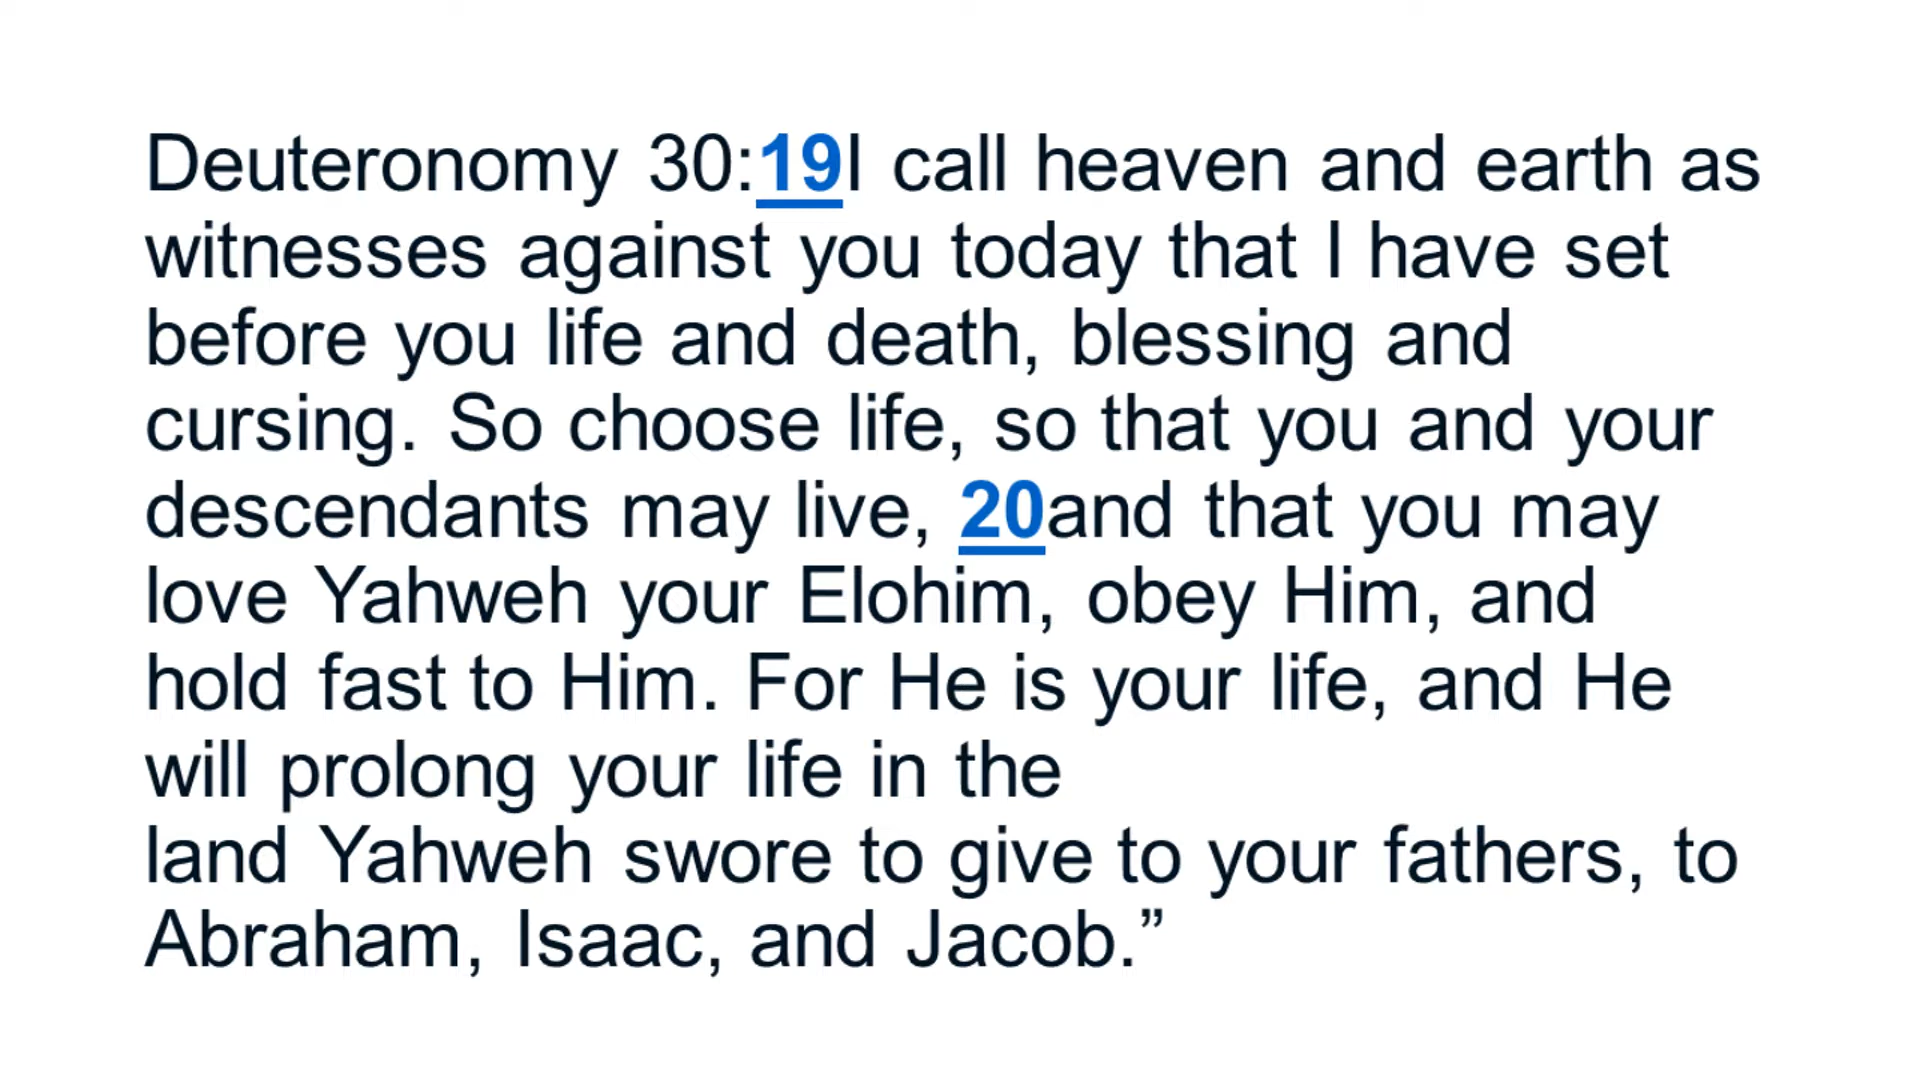 Deuteronomy 30:19I call heaven and earth as
witnesses against you today that I have set
before you life and death, blessing and
cursing. So choose life, so that you and your
descendants may live, 20and that you may
love Yahweh your Elohim, obey Him, and
hold fast to Him. For He is your life, and He
will prolong your life in the
land Yahweh swore to give to your fathers, to
Abraham, Isaac, and Jacob.”